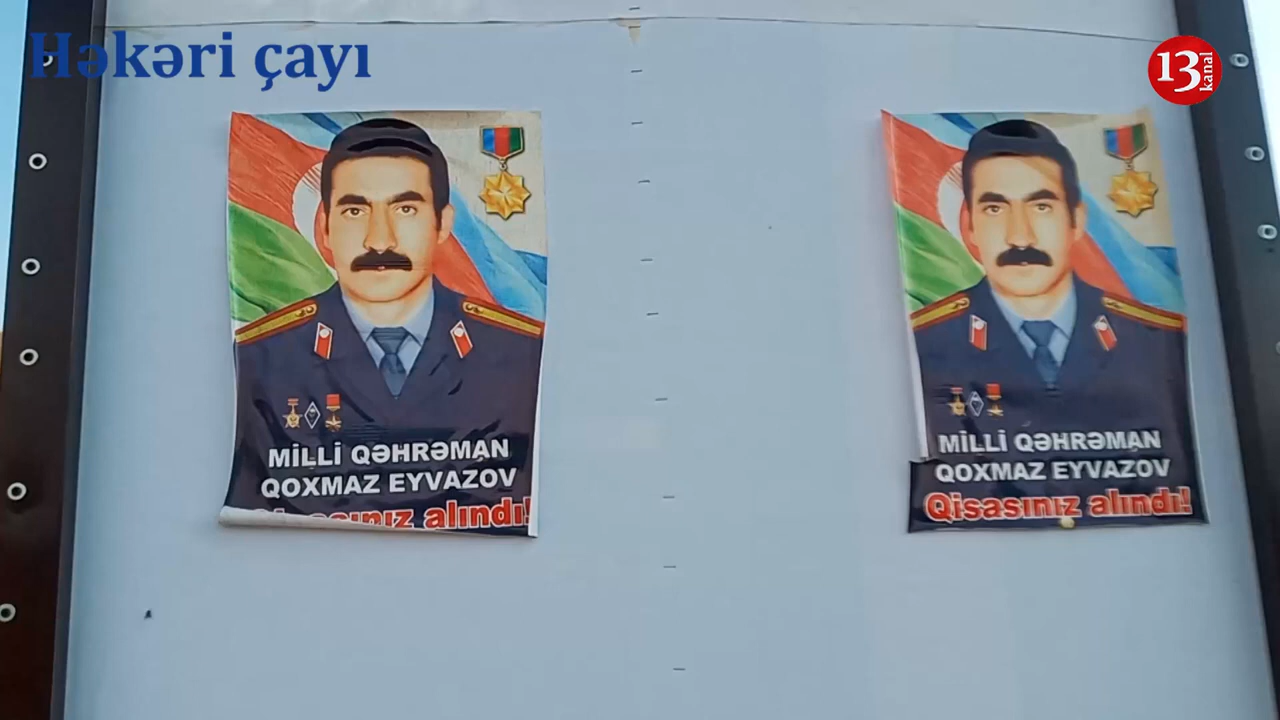 Həkəri çayı
13
kanal
MİLLİ QƏHRƏMAN
QOXMAZ EYVAZOV
alındı!
MİLLİ QƏHRƏMAN
QOXMAZ EYVAZOV
Qisasınız alındı!